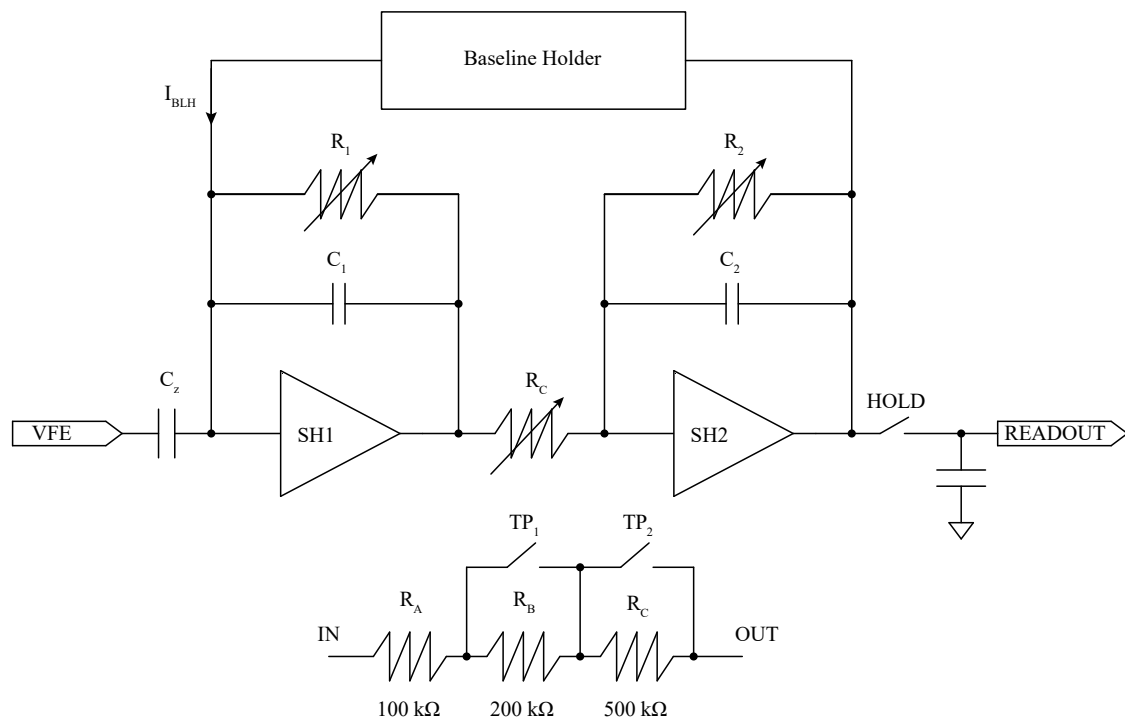 Baseline Holder
I_BLH
R_1
R_2
C_1
C_2
C_z
R_C
HOLD
VFE
SH1
SH2
READOUT
TP_1
TP_2
R_A
R_B
R_C
IN
OUT
100 kΩ
200 kΩ
500 kΩ